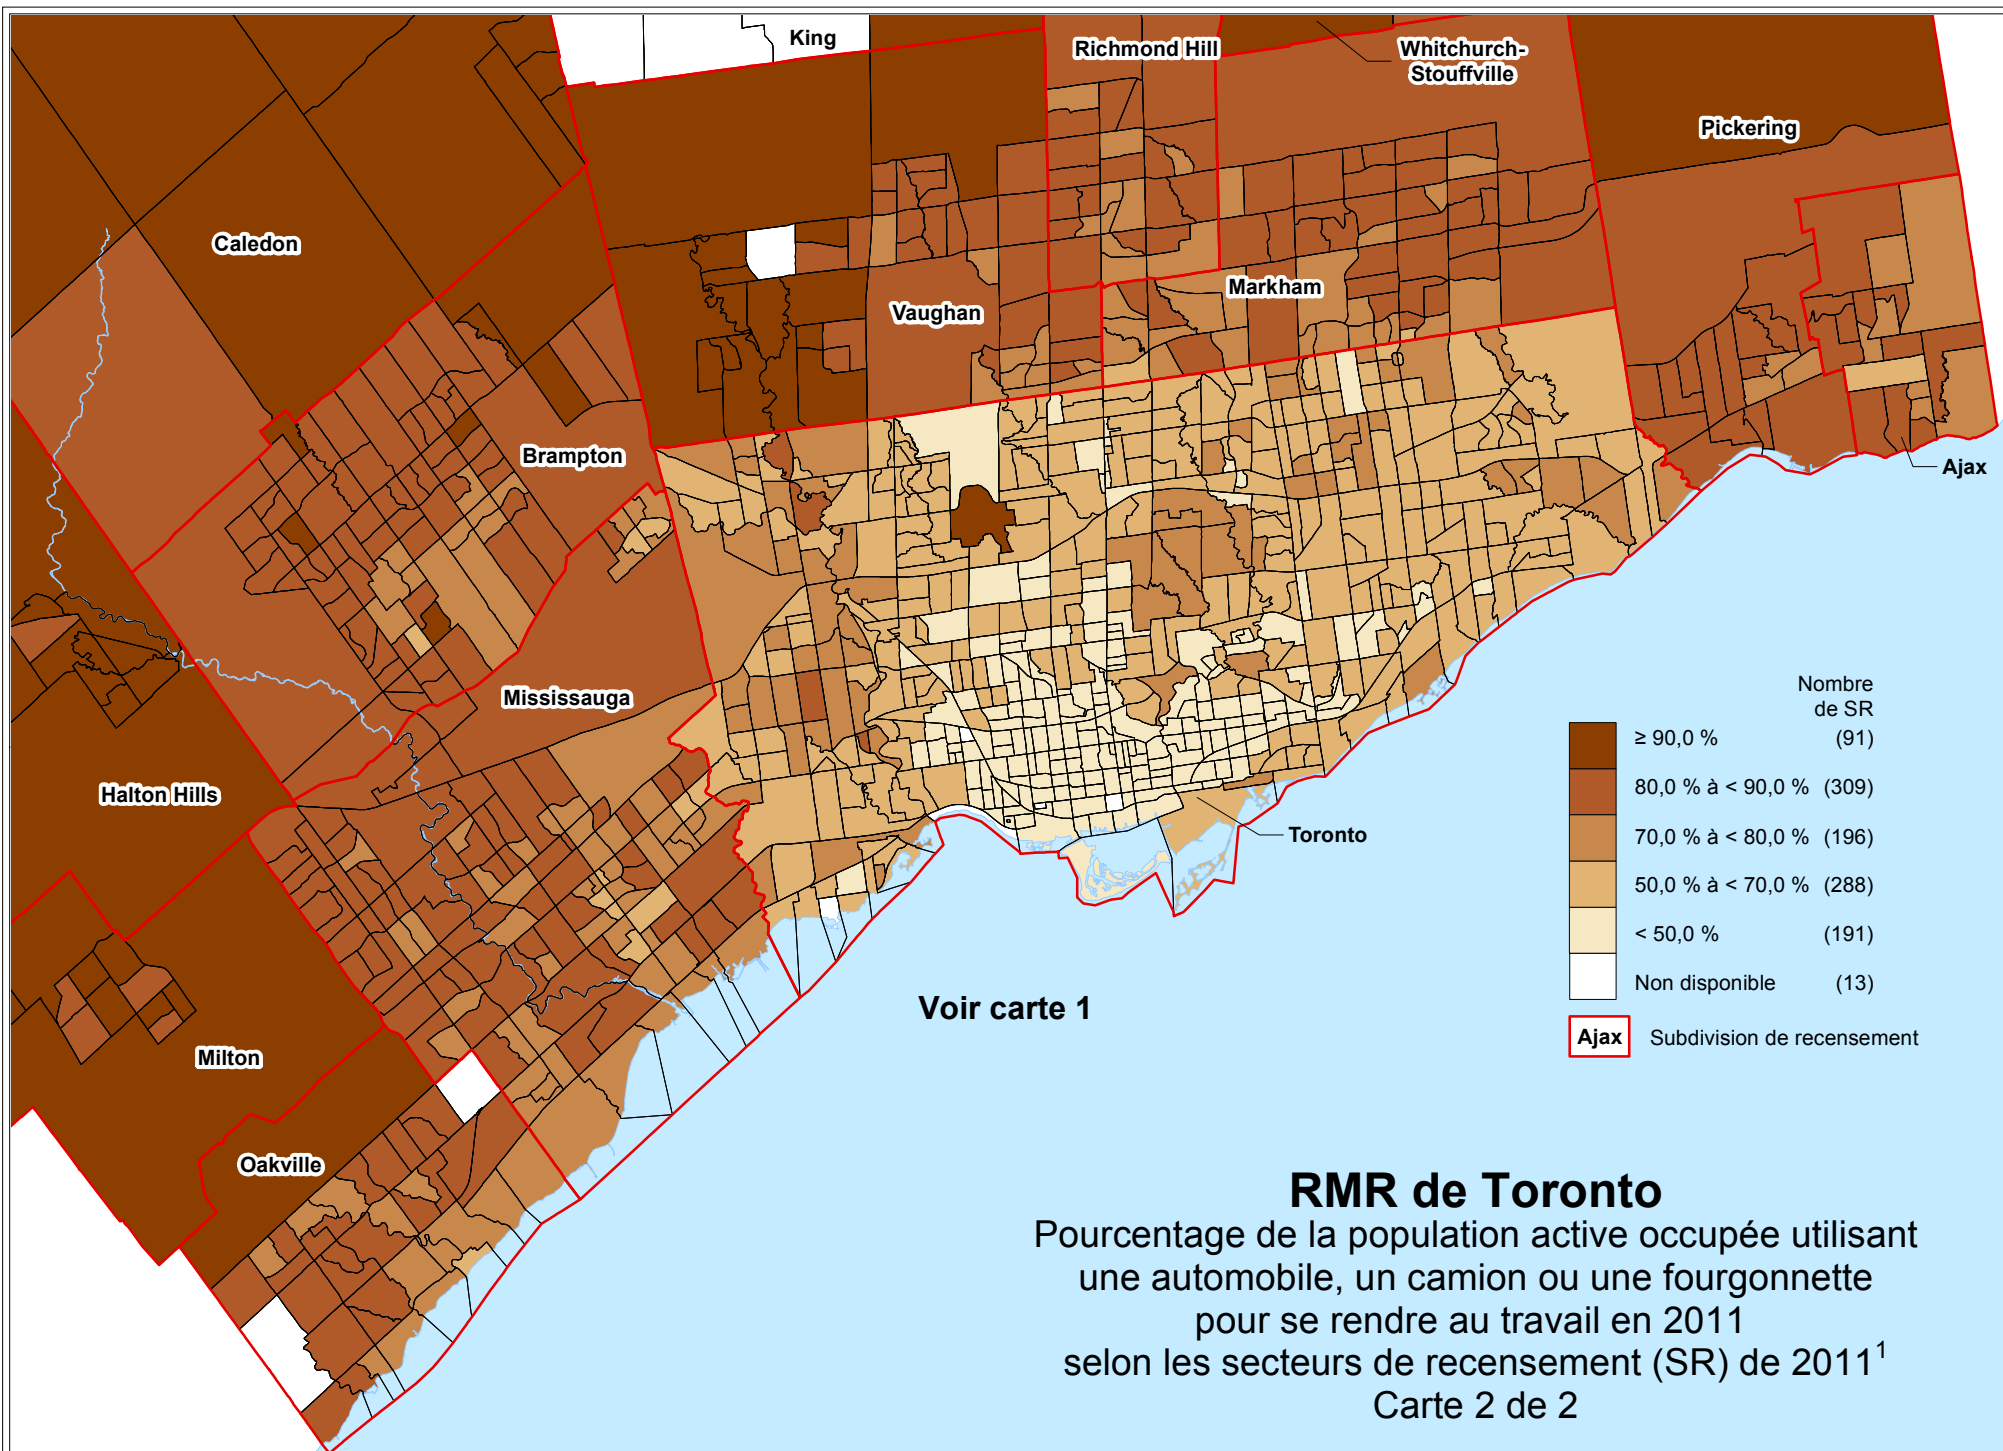 King
Richmond Hill
Whitchurch-
Stouffville
Pickering
Caledon
Markham
Vaughan
Brampton
Ajax
Mississauga
Halton Hills
Toronto
Milton
Oakville
Voir carte 1
Nombre
de SR
≥ 90,0 % (91)
80,0 % à < 90,0 % (309)
70,0 % à < 80,0 % (196)
50,0 % à < 70,0 % (288)
< 50,0 % (191)
Non disponible (13)
Ajax Subdivision de recensement
RMR de Toronto
Pourcentage de la population active occupée utilisant
une automobile, un camion ou une fourgonnette
pour se rendre au travail en 2011
selon les secteurs de recensement (SR) de 2011¹
Carte 2 de 2